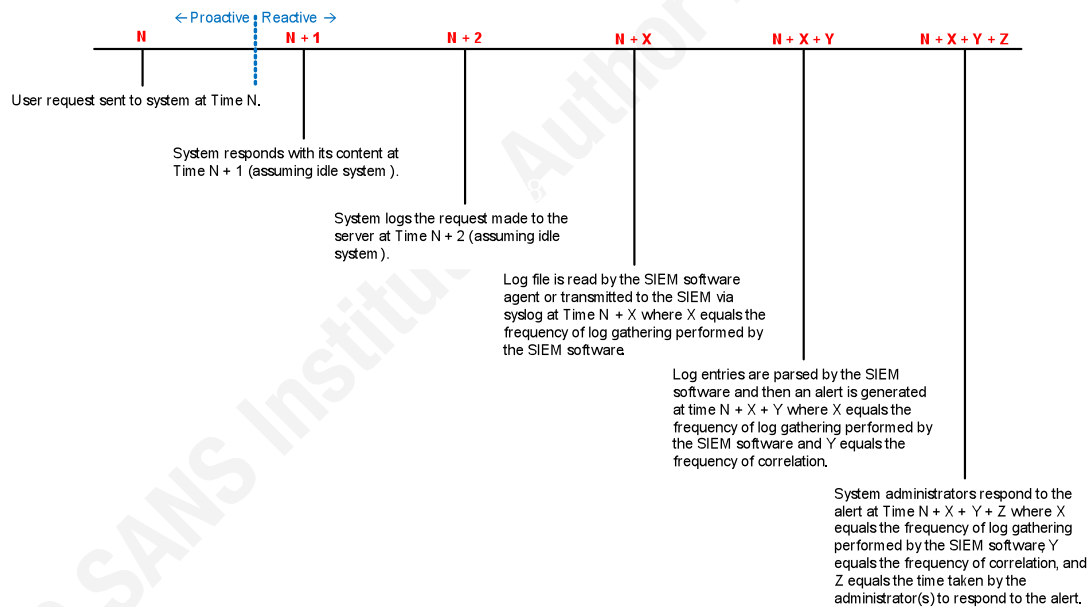 ← Proactive Reactive →
N N + 1 N + 2 N + X N + X + Y N + X + Y + Z
User request sent to system at Time N.
System responds with its content at
Time N + 1 (assuming idle system ).
System logs the request made to the
server at Time N + 2 (assuming idle
system ).
Log file is read by the SIEM software
agent or transmitted to the SIEM via
syslog at Time N + X where X equals the
frequency of log gathering performed by
the SIEM software.
Log entries are parsed by the SIEM
software and then an alert is generated
at time N + X + Y where X equals the
frequency of log gathering performed by
the SIEM software and Y equals the
frequency of correlation.
System administrators respond to the
alert at Time N + X + Y + Z where X
equals the frequency of log gathering
performed by the SIEM software, Y
equals the frequency of correlation, and
Z equals the time taken by the
administrator(s) to respond to the alert.
SANS Institu
Author